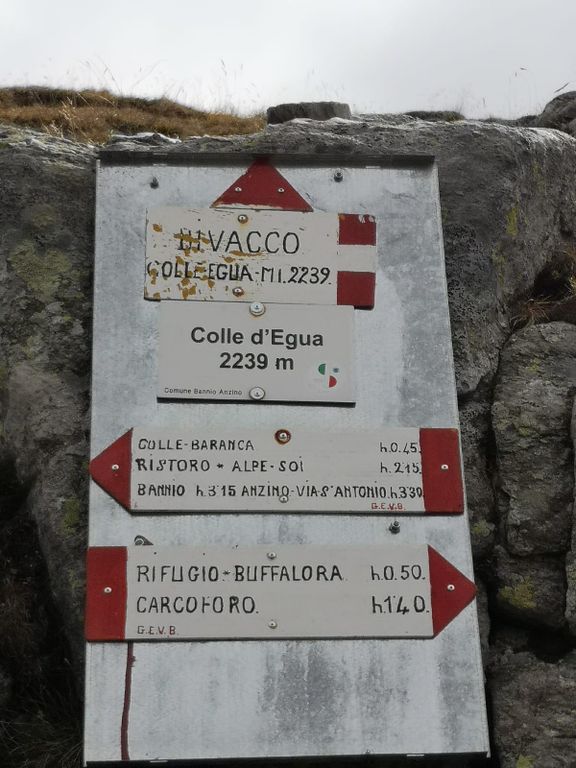 BIVACCO
COLLE EGUA-MT.2239.
Colle d'Egua
2239 m
Comune Bannio Anzino
COLLE-BARANCA h.0.45.
RISTORO - ALPE-SOI h.2.15.
BANNIO h.3.15 ANZINO-VIA-S.ANTONIO.h.3.30
G.E.V.B.
RIFUGIO-BUFFALORA. h.0.50.
CARCOFORO. h.1.40.
G.E.V.B.